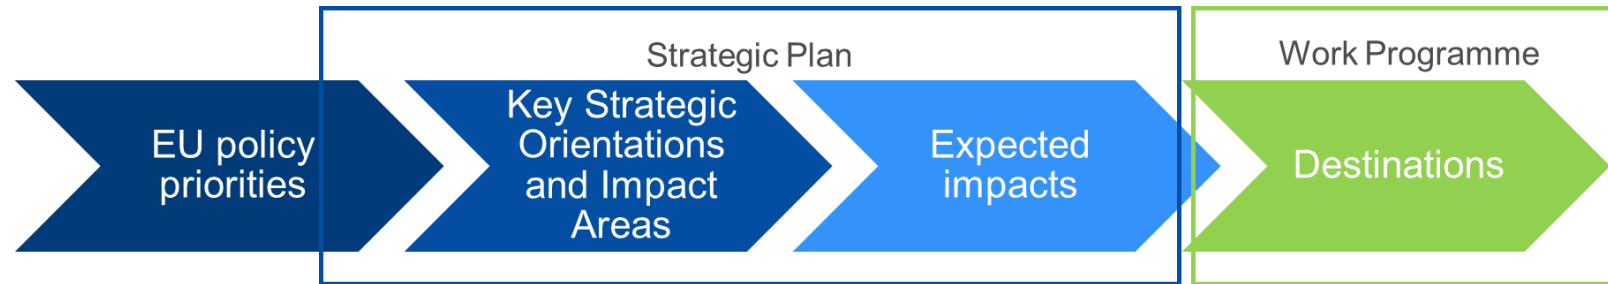 Strategic Plan
Work Programme
EU policy
priorities
Key Strategic
Orientations
and Impact
Areas
Expected
impacts
Destinations